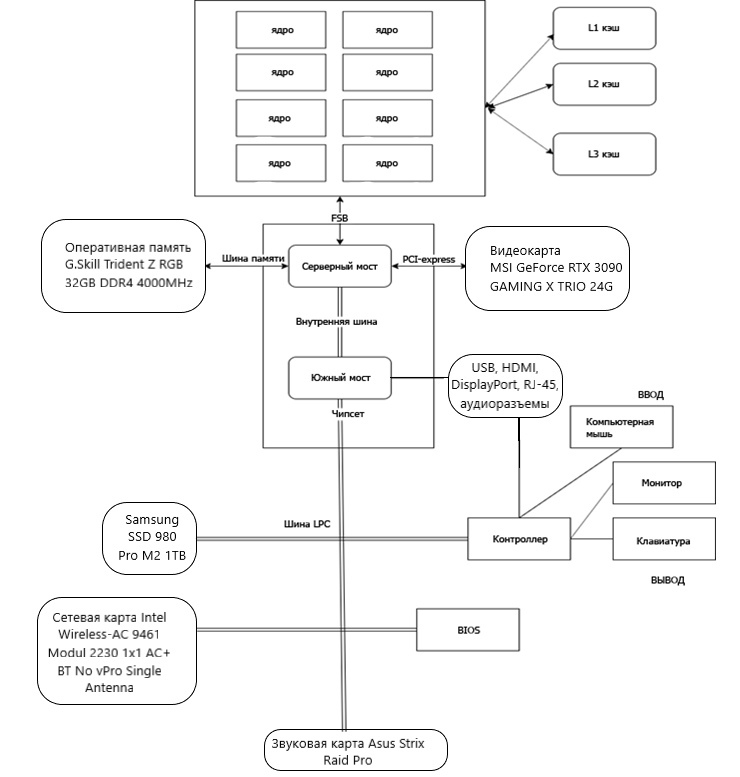 ядро
ядро
L1 кэш
ядро
ядро
L2 кэш
ядро
ядро
L3 кэш
ядро
ядро
FSB
Оперативная память
G.Skill Trident Z RGB
32GB DDR4 4000MHz
Шина памяти
Серверный мост
PCI-express
Видеокарта
MSI GeForce RTX 3090
GAMING X TRIO 24G
Внутренняя шина
Южный мост
Чипсет
USB, HDMI,
DisplayPort, RJ-45,
аудиоразъемы
ВВОД
Компьютерная
мышь
Монитор
Samsung
SSD 980
Pro M2 1TB
Шина LPC
Контроллер
Клавиатура
ВЫВОД
Сетевая карта Intel
Wireless-AC 9461
Modul 2230 1x1 AC+
BT No vPro Single
Antenna
BIOS
Звуковая карта Asus Strix
Raid Pro